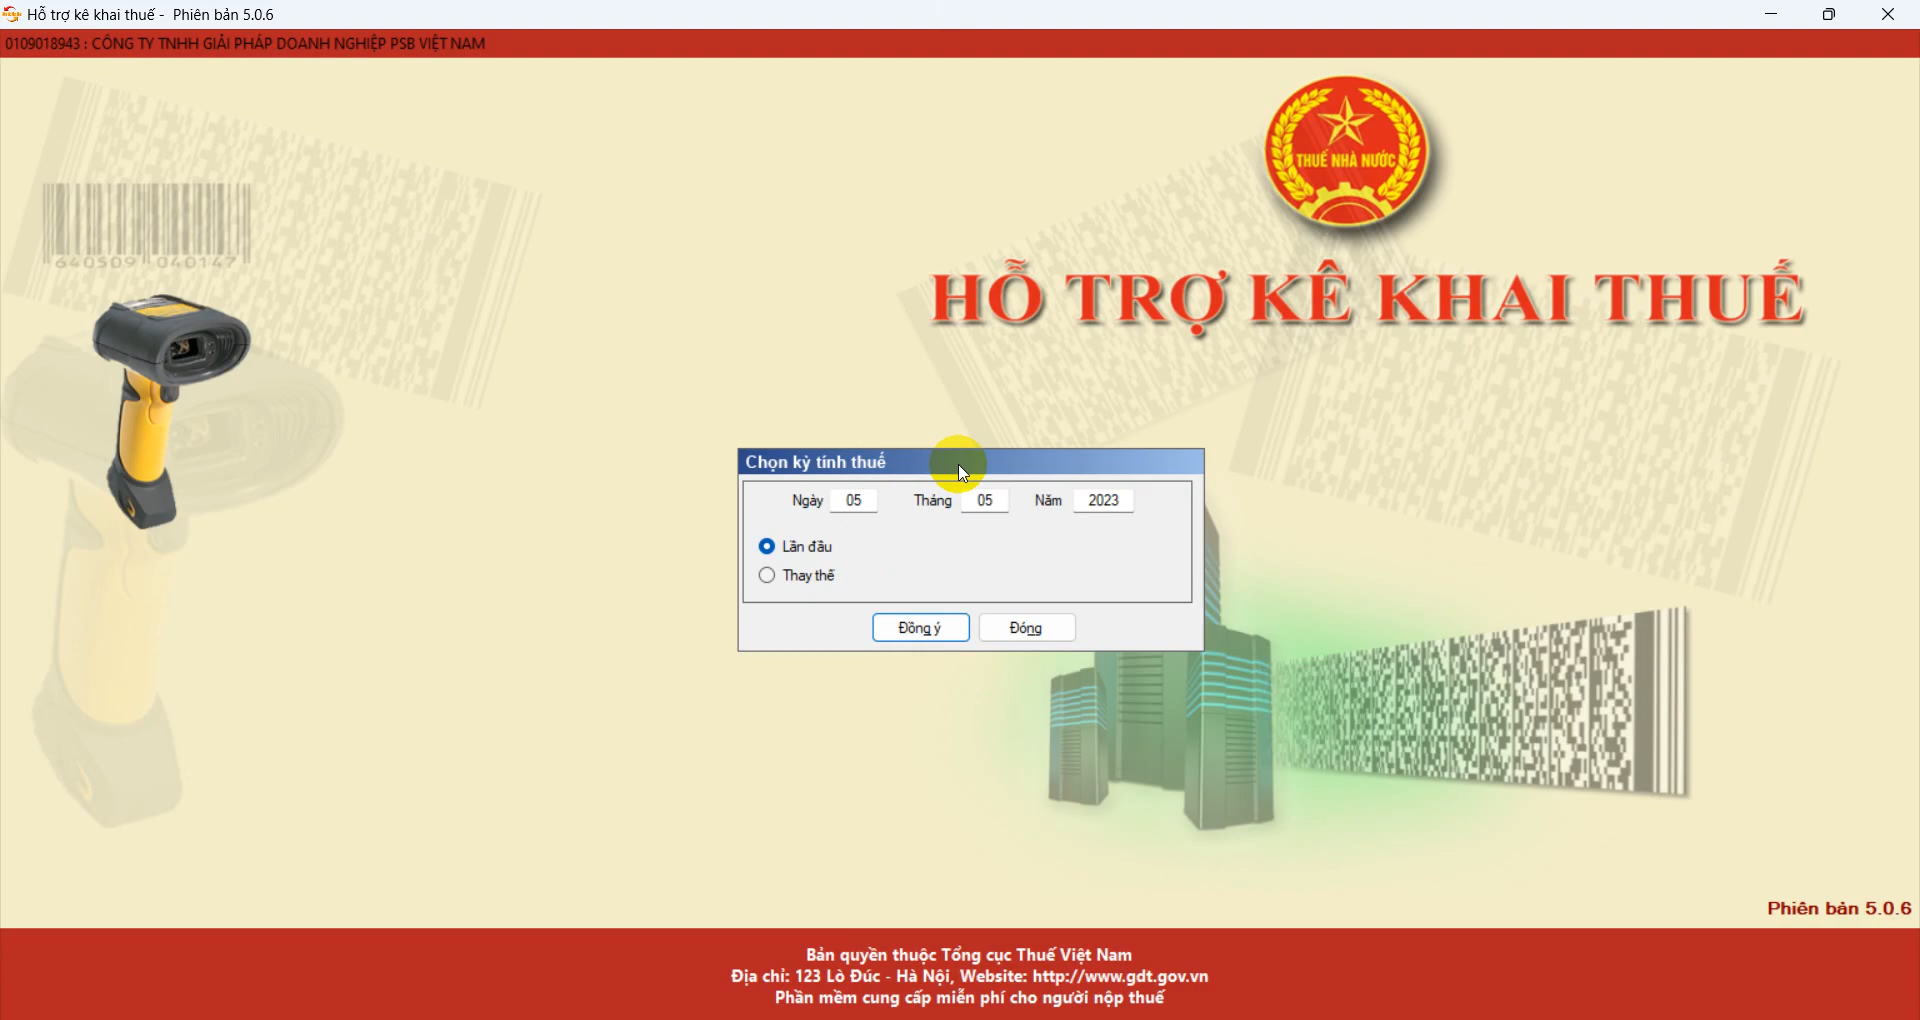 Hỗ trợ kê khai thuế - Phiên bản 5.0.6
0109018943 : CÔNG TY TNHH GIẢI PHÁP DOANH NGHIỆP PSB VIỆT NAM
THUẾ NHÀ NƯỚC
640509 040147
HỖ TRỢ KÊ KHAI THUẾ
Chọn kỳ tính thuế
Ngày 05 Tháng 05 Năm 2023
Lần đầu
Thay thế
Đồng ý Đóng
Phiên bản 5.0.6
Bản quyền thuộc Tổng cục Thuế Việt Nam
Địa chỉ: 123 Lò Đúc - Hà Nội, Website: http://www.gdt.gov.vn
Phần mềm cung cấp miễn phí cho người nộp thuế